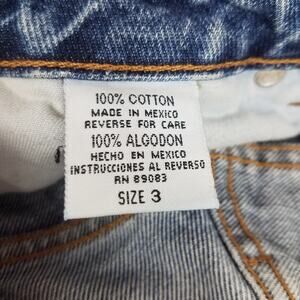 100% COTTON
MADE IN MEXICO
REVERSE FOR CARE
100% ALGODON
HECHO EN MEXICO
INSTRUCCIONES AL REVERSO
RN 89083
SIZE 3